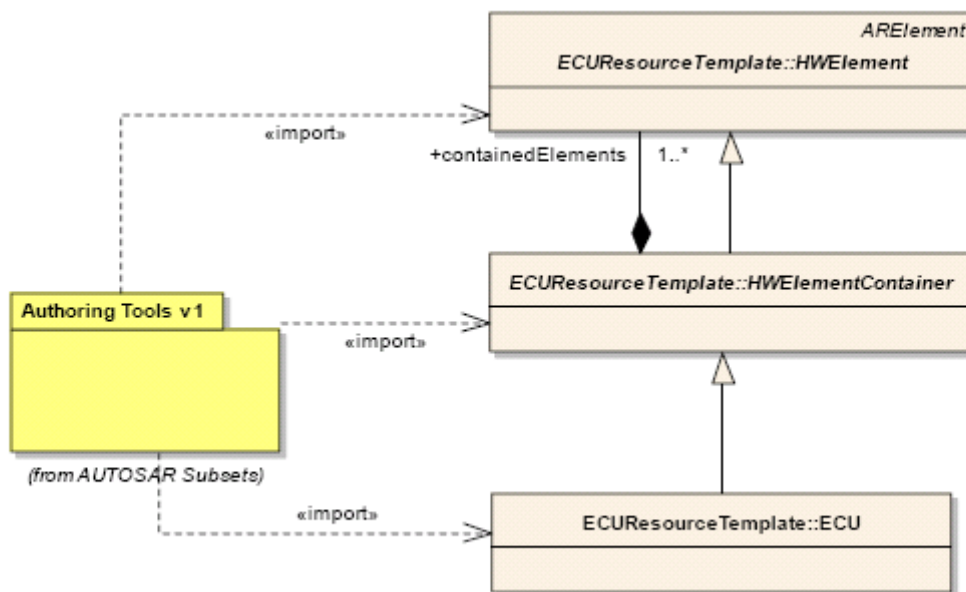 ARElement
ECUResourceTemplate::HWElement
«import»
+containedElements 1..*
ECUResourceTemplate::HWElementContainer
Authoring Tools v1
«import»
(from AUTOSAR Subsets)
«import»
ECUResourceTemplate::ECU